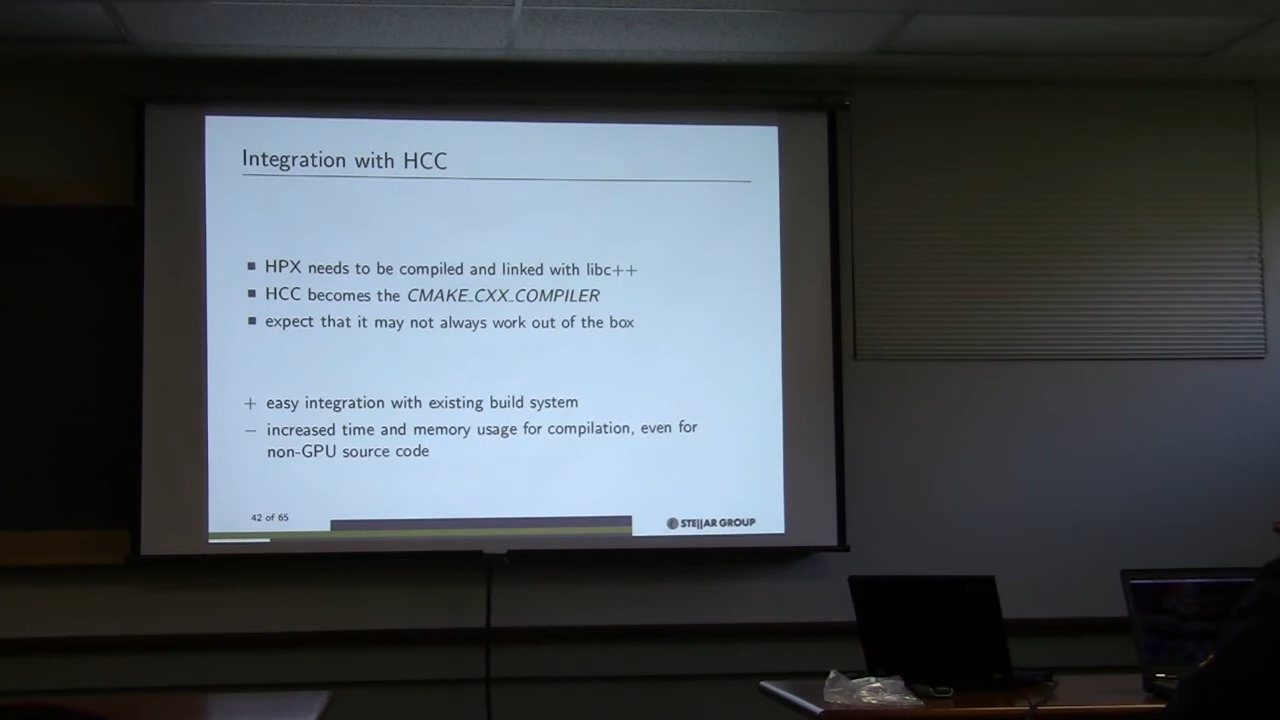 Integration with HCC
■ HPX needs to be compiled and linked with libc++
■ HCC becomes the CMAKE_CXX_COMPILER
■ expect that it may not always work out of the box
+ easy integration with existing build system
− increased time and memory usage for compilation, even for
non-GPU source code
42 of 65
STE||AR GROUP